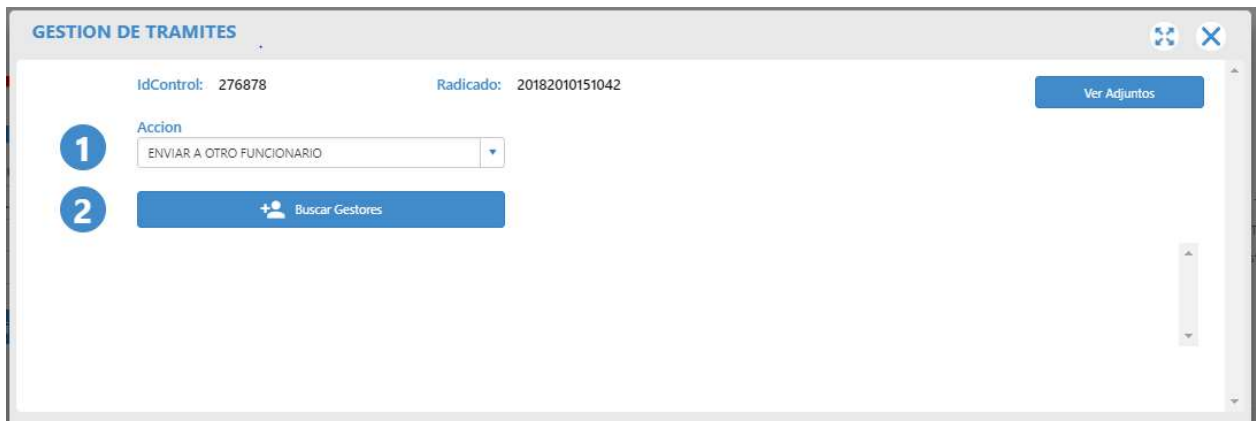 GESTION DE TRAMITES
IdControl: 276878 Radicado: 20182010151042 Ver Adjuntos
Accion
1 ENVIAR A OTRO FUNCIONARIO
2 Buscar Gestores